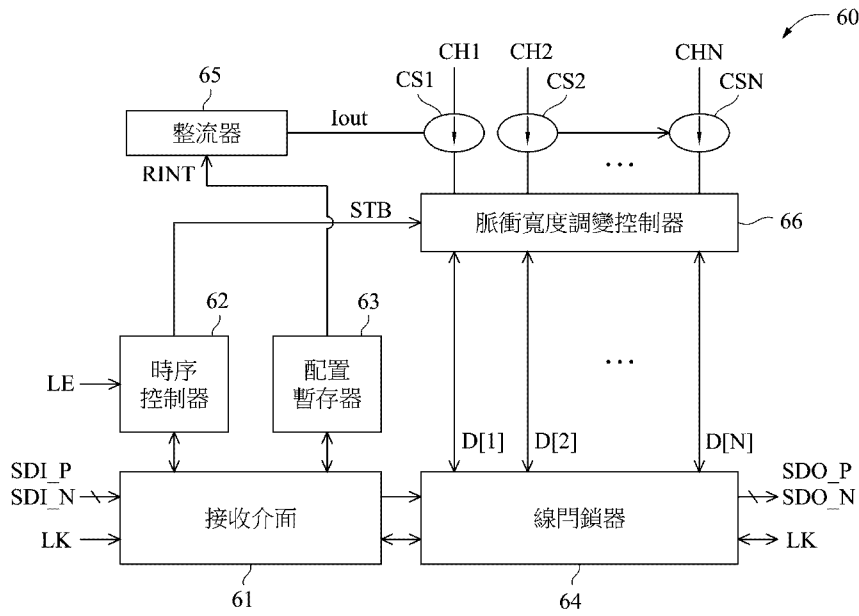 60
CH1
CH2
CHN
CS1
CS2
CSN
65
整流器
Iout
RINT
STB
...
脈衝寬度調變控制器
66
62
63
時序
控制器
配置
暫存器
LE
...
D[1]
D[2]
D[N]
SDI_P
SDI_N
LK
接收介面
線閂鎖器
SDO_P
SDO_N
LK
61
64